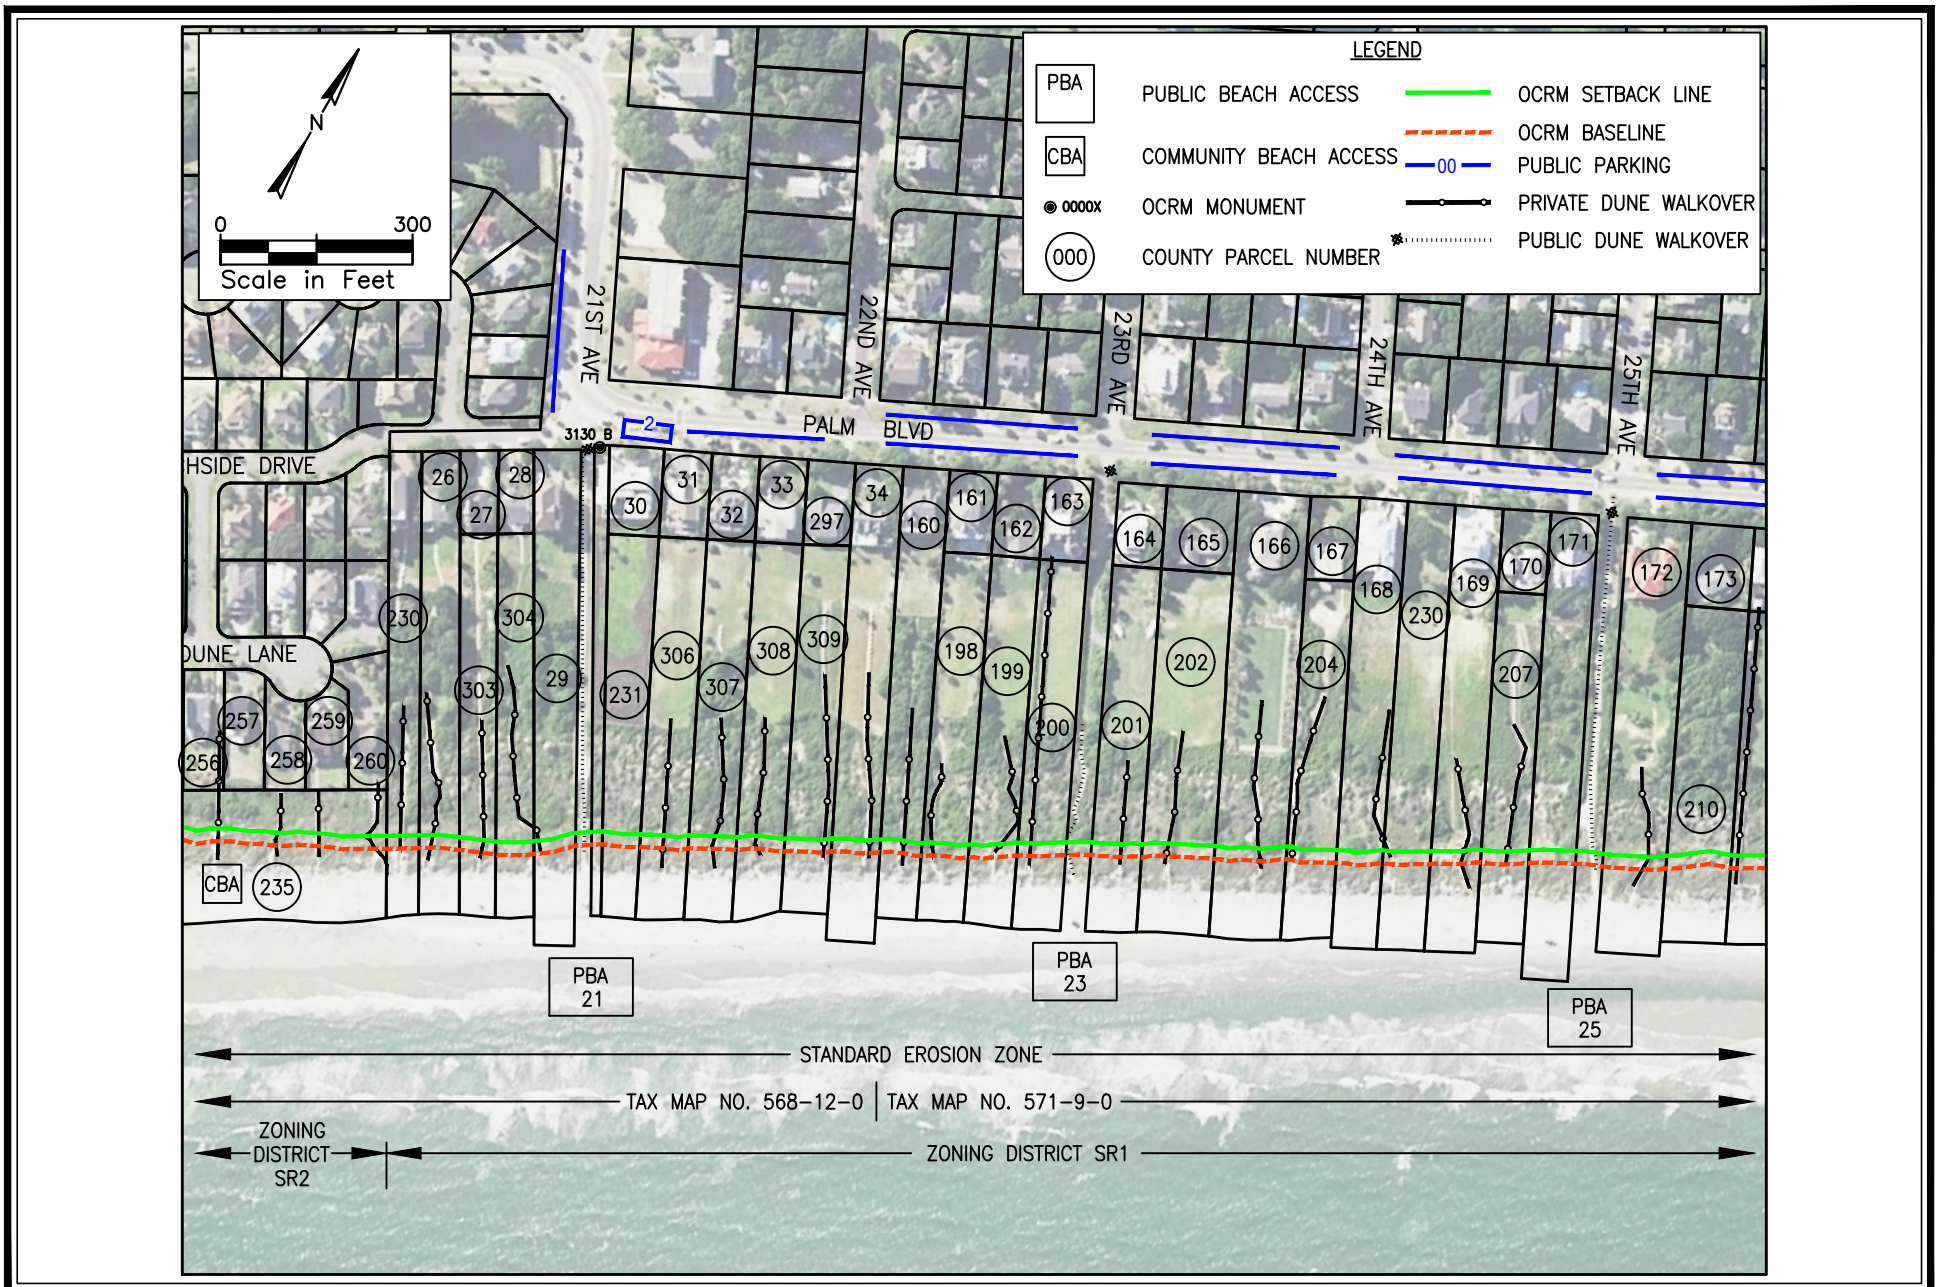 LEGEND
PBA
PUBLIC BEACH ACCESS
CBA
COMMUNITY BEACH ACCESS
0000X
OCRM MONUMENT
000
COUNTY PARCEL NUMBER
OCRM SETBACK LINE
OCRM BASELINE
00
PUBLIC PARKING
PRIVATE DUNE WALKOVER
PUBLIC DUNE WALKOVER
N
0 300
Scale in Feet
21ST AVE
22ND AVE
23RD AVE
24TH AVE
25TH AVE
PALM BLVD
2
3130 B
HSIDE DRIVE
DUNE LANE
26
27
28
30
31
32
33
297
34
160
161
162
163
164
165
166
167
168
230
169
170
171
172
173
230
304
303
29
231
306
307
308
309
198
199
200
201
202
204
207
210
256
257
258
259
260
CBA
235
PBA
21
PBA
23
PBA
25
STANDARD EROSION ZONE
TAX MAP NO. 568-12-0
TAX MAP NO. 571-9-0
ZONING
DISTRICT
SR2
ZONING DISTRICT SR1